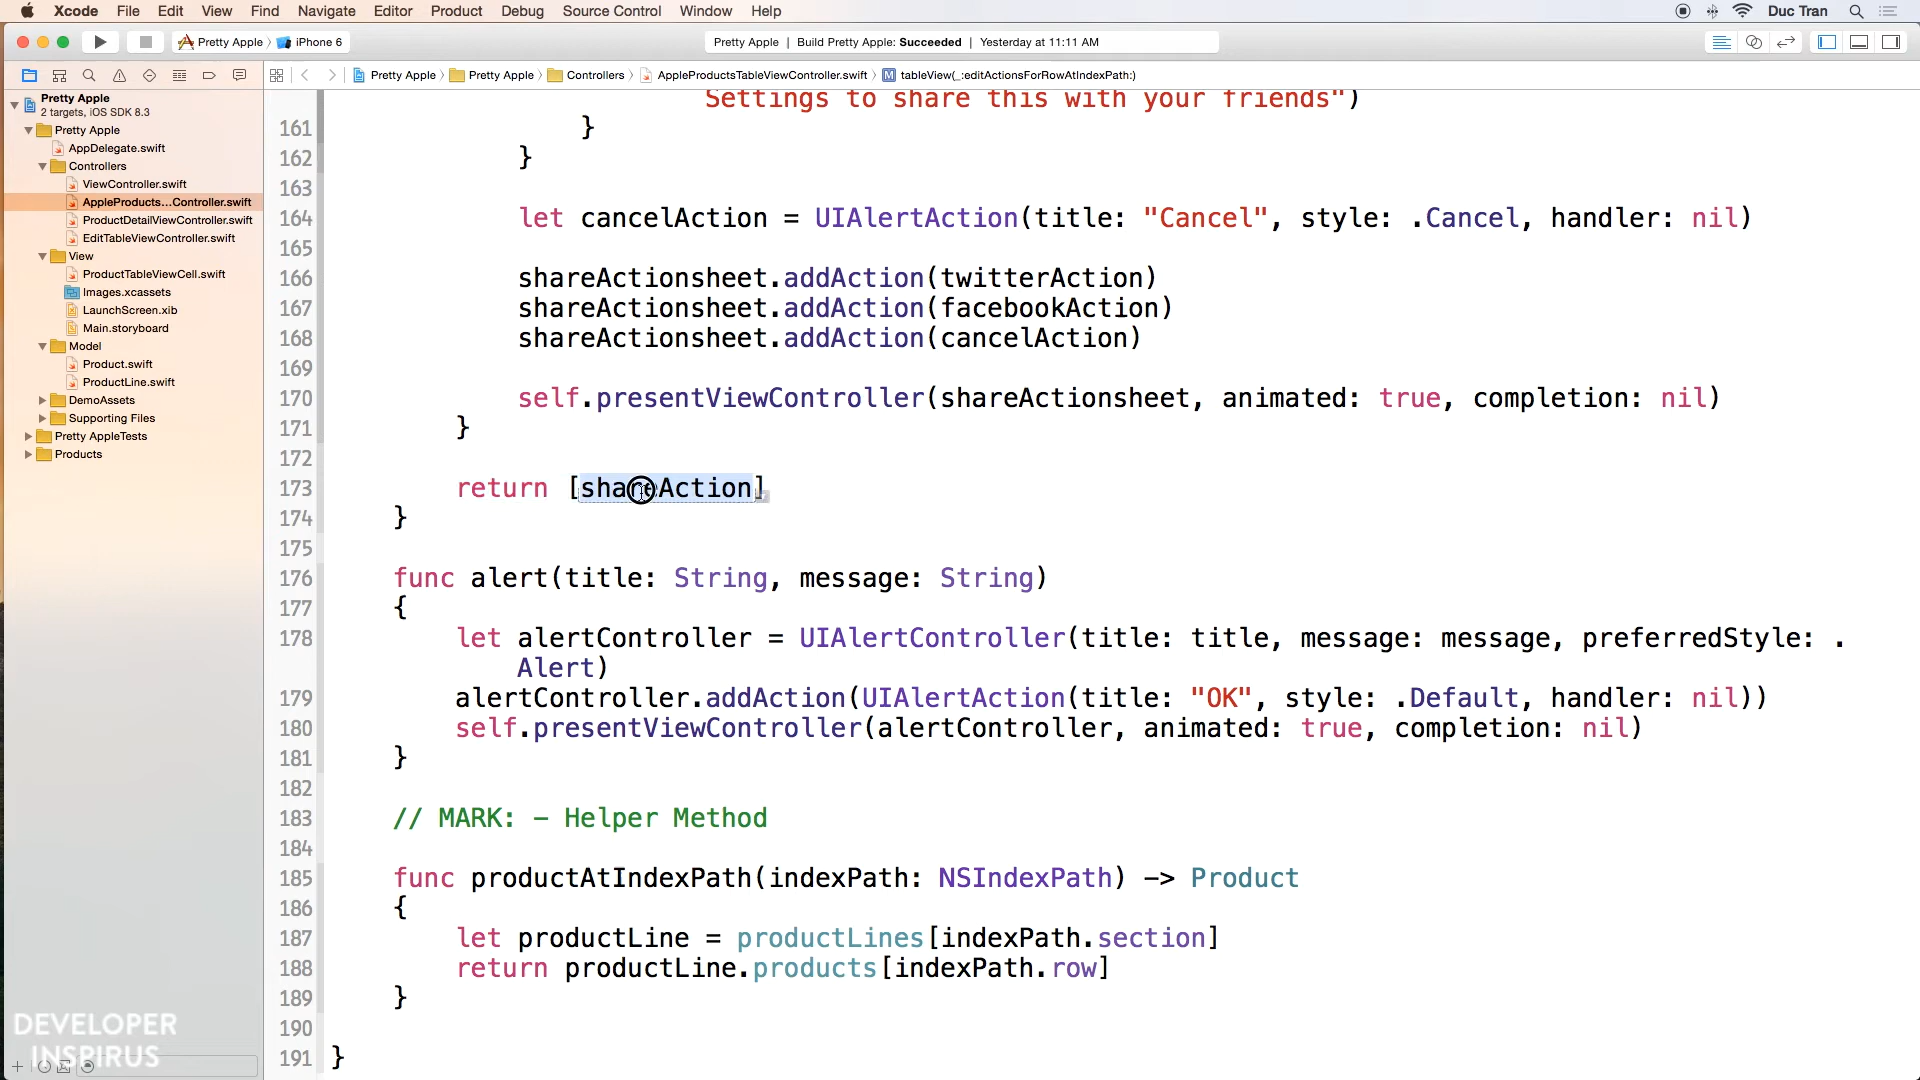 Xcode File Edit View Find Navigate Editor Product Debug Source Control Window Help Duc Tran
Pretty Apple iPhone 6 Pretty Apple | Build Pretty Apple: Succeeded | Yesterday at 11:11 AM
Pretty Apple Pretty Apple Controllers AppleProductsTableViewController.swift M tableView(_:editActionsForRowAtIndexPath:)
Pretty Apple
2 targets, iOS SDK 8.3
Pretty Apple
AppDelegate.swift
Controllers
ViewController.swift
AppleProducts...Controller.swift
ProductDetailViewController.swift
EditTableViewController.swift
View
ProductTableViewCell.swift
Images.xcassets
LaunchScreen.xib
Main.storyboard
Model
Product.swift
ProductLine.swift
DemoAssets
Supporting Files
Pretty AppleTests
Products
Settings to share this with your friends")
161 }
162 }
163
164 let cancelAction = UIAlertAction(title: "Cancel", style: .Cancel, handler: nil)
165
166 shareActionsheet.addAction(twitterAction)
167 shareActionsheet.addAction(facebookAction)
168 shareActionsheet.addAction(cancelAction)
169
170 self.presentViewController(shareActionsheet, animated: true, completion: nil)
171 }
172
173 return [shareAction]
174 }
175
176 func alert(title: String, message: String)
177 {
178 let alertController = UIAlertController(title: title, message: message, preferredStyle: .
Alert)
179 alertController.addAction(UIAlertAction(title: "OK", style: .Default, handler: nil))
180 self.presentViewController(alertController, animated: true, completion: nil)
181 }
182
183 // MARK: - Helper Method
184
185 func productAtIndexPath(indexPath: NSIndexPath) -> Product
186 {
187 let productLine = productLines[indexPath.section]
188 return productLine.products[indexPath.row]
189 }
190
191 }
DEVELOPER
INSPIRUS